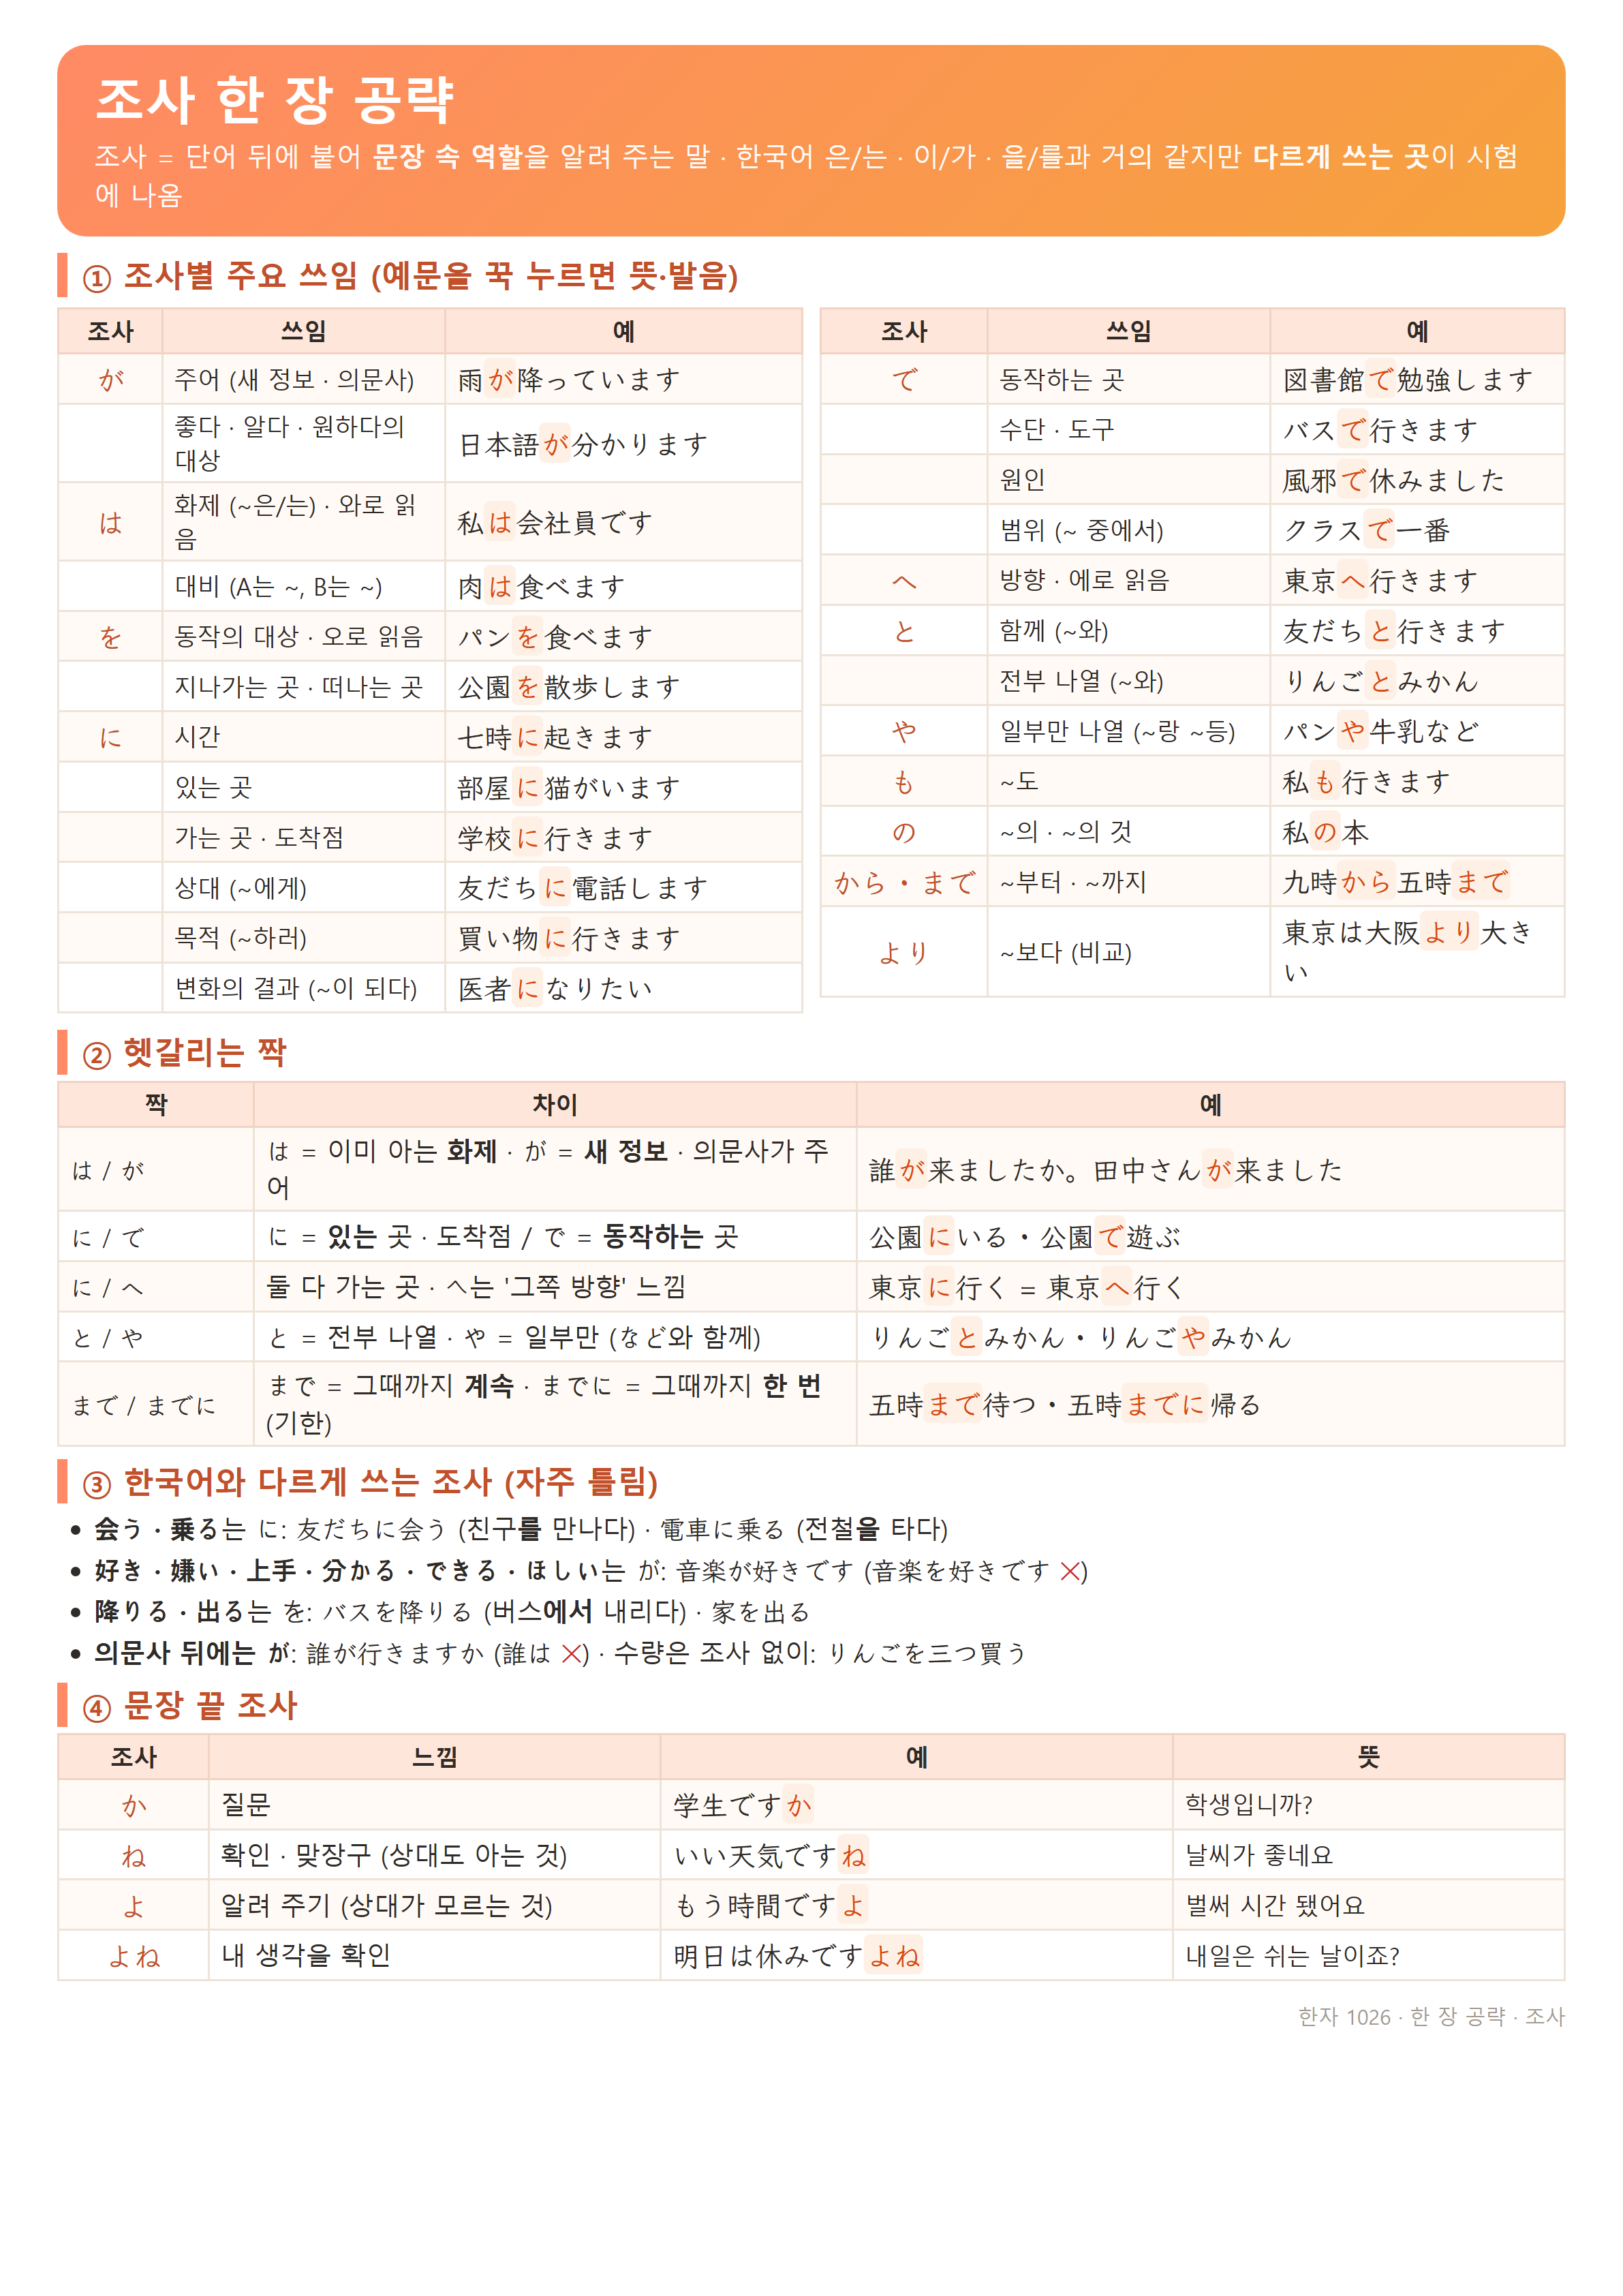 조사 한 장 공략
조사 = 단어 뒤에 붙어 문장 속 역할을 알려 주는 말 · 한국어 은/는 · 이/가 · 을/를과 거의 같지만 다르게 쓰는 곳이 시험
에 나옴
① 조사별 주요 쓰임 (예문을 꾹 누르면 뜻·발음)
조사 쓰임 예
が 주어 (새 정보 · 의문사) 雨が降っています
좋다 · 알다 · 원하다의
대상 日本語が分かります
は 화제 (~은/는) · 와로 읽
음 私は会社員です
대비 (A는 ~, B는 ~) 肉は食べます
を 동작의 대상 · 오로 읽음 パンを食べます
지나가는 곳 · 떠나는 곳 公園を散歩します
に 시간 七時に起きます
있는 곳 部屋に猫がいます
가는 곳 · 도착점 学校に行きます
상대 (~에게) 友だちに電話します
목적 (~하러) 買い物に行きます
변화의 결과 (~이 되다) 医者になりたい
조사 쓰임 예
で 동작하는 곳 図書館で勉強します
수단 · 도구 バスで行きます
원인 風邪で休みました
범위 (~ 중에서) クラスで一番
へ 방향 · 에로 읽음 東京へ行きます
と 함께 (~와) 友だちと行きます
전부 나열 (~와) りんごとみかん
や 일부만 나열 (~랑 ~등) パンや牛乳など
も ~도 私も行きます
の ~의 · ~의 것 私の本
から・まで ~부터 · ~까지 九時から五時まで
より ~보다 (비교) 東京は大阪より大き
い
② 헷갈리는 짝
짝 차이 예
は / が は = 이미 아는 화제 · が = 새 정보 · 의문사가 주
어 誰が来ましたか。田中さんが来ました
に / で に = 있는 곳 · 도착점 / で = 동작하는 곳 公園にいる・公園で遊ぶ
に / へ 둘 다 가는 곳 · へ는 '그쪽 방향' 느낌 東京に行く = 東京へ行く
と / や と = 전부 나열 · や = 일부만 (など와 함께) りんごとみかん・りんごやみかん
まで / までに まで = 그때까지 계속 · までに = 그때까지 한 번
(기한) 五時まで待つ・五時までに帰る
③ 한국어와 다르게 쓰는 조사 (자주 틀림)
• 会う · 乗る는 に: 友だちに会う (친구를 만나다) · 電車に乗る (전철을 타다)
• 好き · 嫌い · 上手 · 分かる · できる · ほしい는 が: 音楽が好きです (音楽を好きです ✕)
• 降りる · 出る는 を: バスを降りる (버스에서 내리다) · 家を出る
• 의문사 뒤에는 が: 誰が行きますか (誰は ✕) · 수량은 조사 없이: りんごを三つ買う
④ 문장 끝 조사
조사 느낌 예 뜻
か 질문 学生ですか 학생입니까?
ね 확인 · 맞장구 (상대도 아는 것) いい天気ですね 날씨가 좋네요
よ 알려 주기 (상대가 모르는 것) もう時間ですよ 벌써 시간 됐어요
よね 내 생각을 확인 明日は休みですよね 내일은 쉬는 날이죠?
한자 1026 · 한 장 공략 · 조사